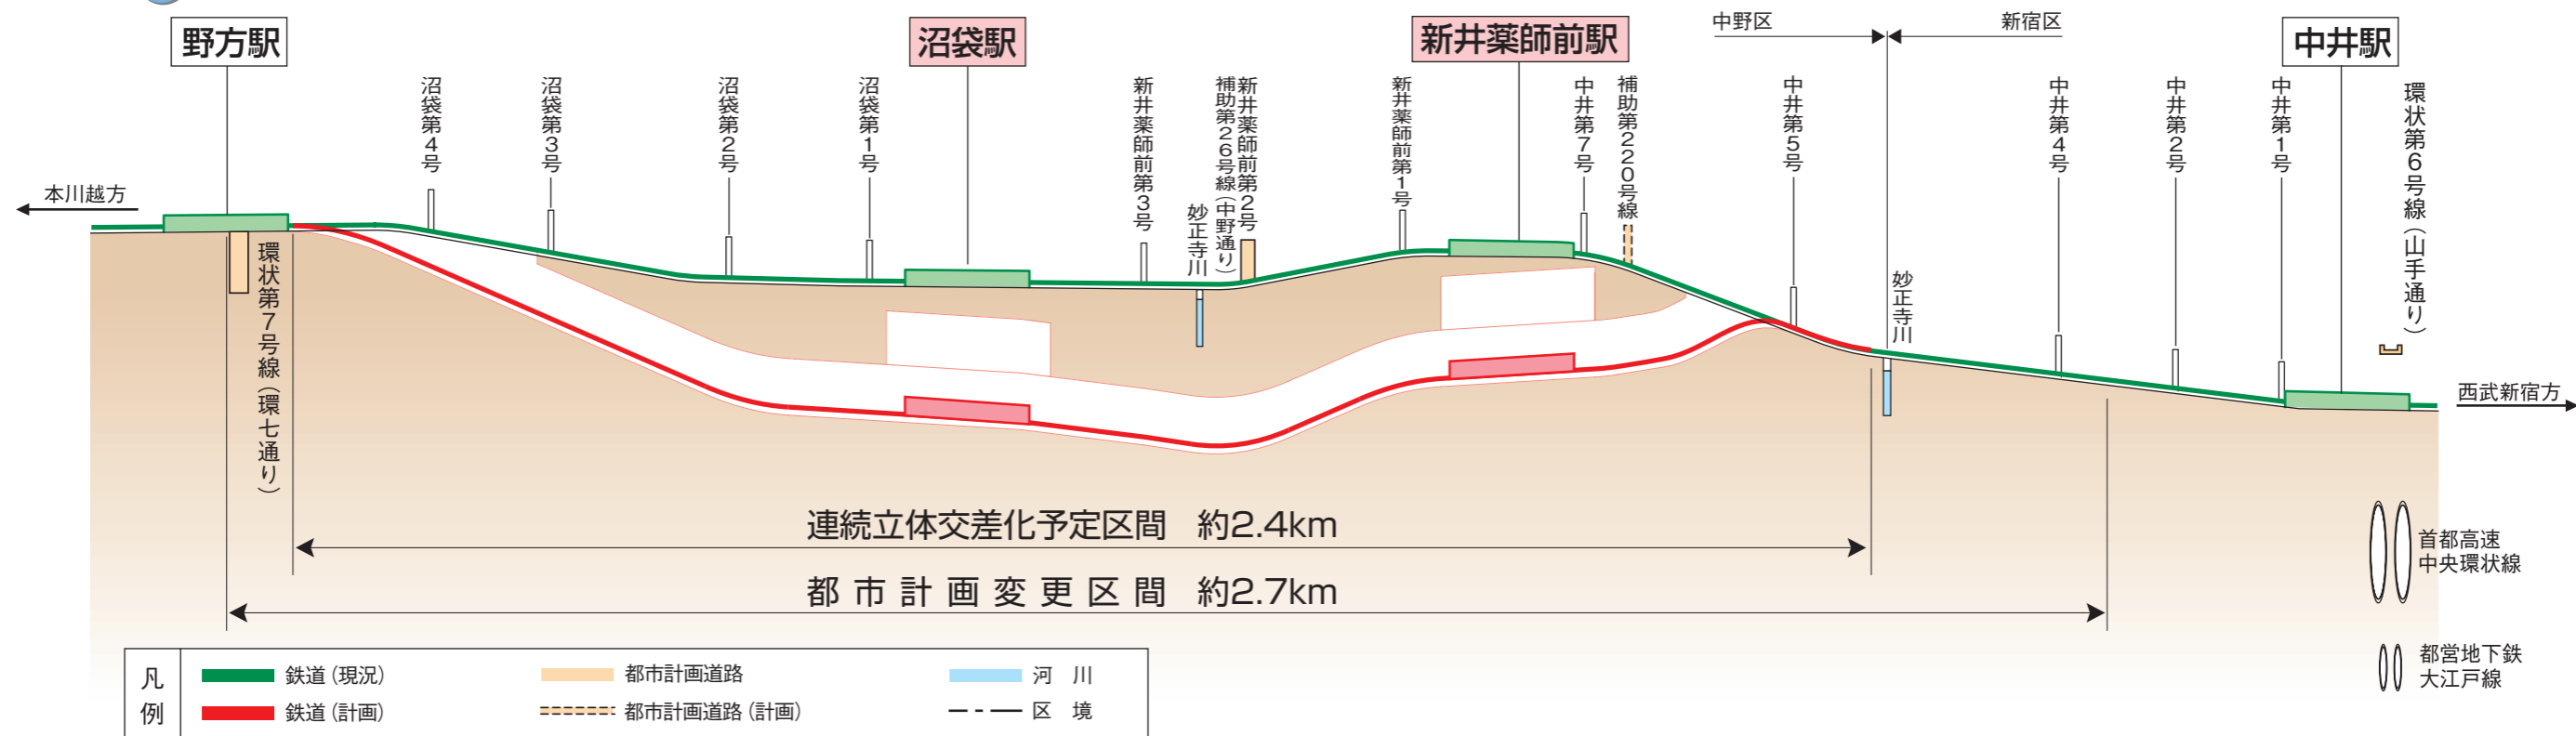 野方駅
沼袋駅
新井薬師前駅
中野区
新宿区
中井駅
本川越方
沼袋第4号
沼袋第3号
沼袋第2号
沼袋第1号
新井薬師前第3号
妙正寺川
補助第26号線(中野通り)
新井薬師前第2号
新井薬師前第1号
中井第7号
補助第220号線
中井第5号
妙正寺川
中井第4号
中井第2号
中井第1号
環状第6号線(山手通り)
西武新宿方
環状第7号線(環七通り)
連続立体交差化予定区間 約2.4km
都市計画変更区間 約2.7km
首都高速
中央環状線
都営地下鉄
大江戸線
凡例
鉄道(現況)
都市計画道路
河 川
鉄道(計画)
都市計画道路(計画)
区 境